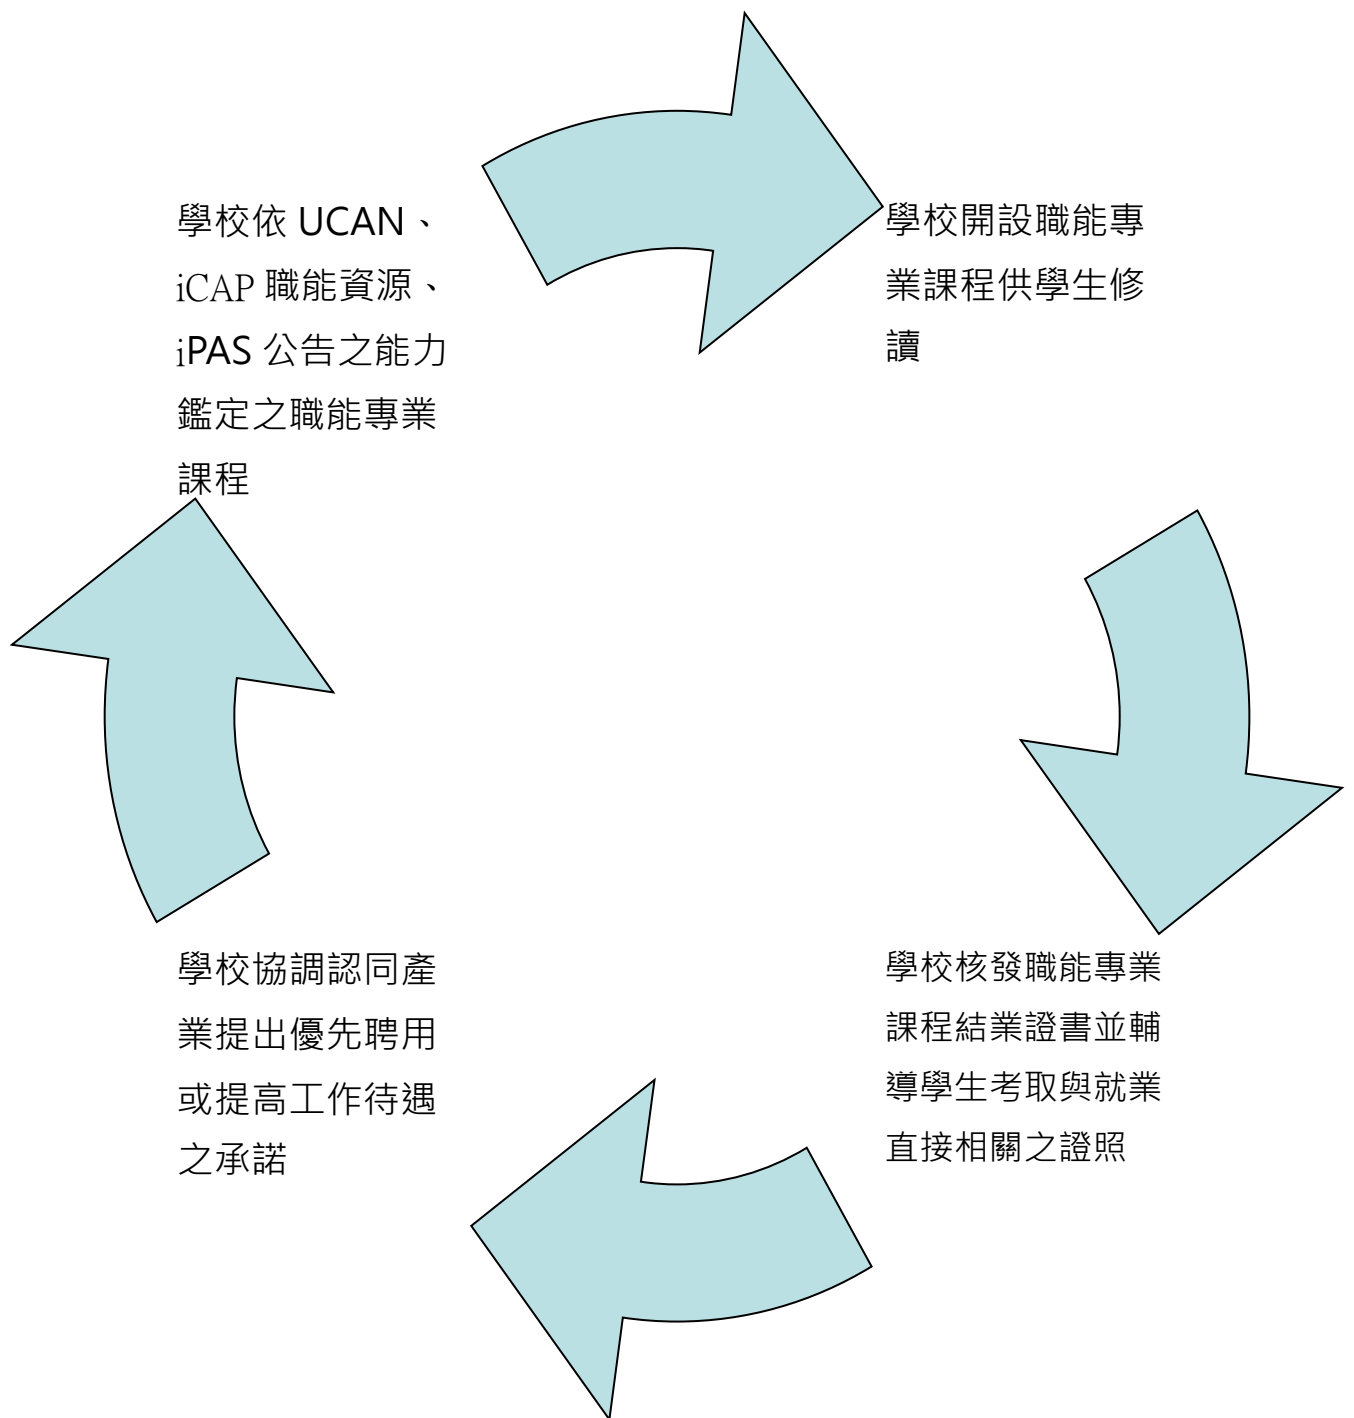 學校依 UCAN、
iCAP 職能資源、
iPAS 公告之能力
鑑定之職能專業
課程
學校開設職能專
業課程供學生修
讀
學校核發職能專業
課程結業證書並輔
導學生考取與就業
直接相關之證照
學校協調認同產
業提出優先聘用
或提高工作待遇
之承諾